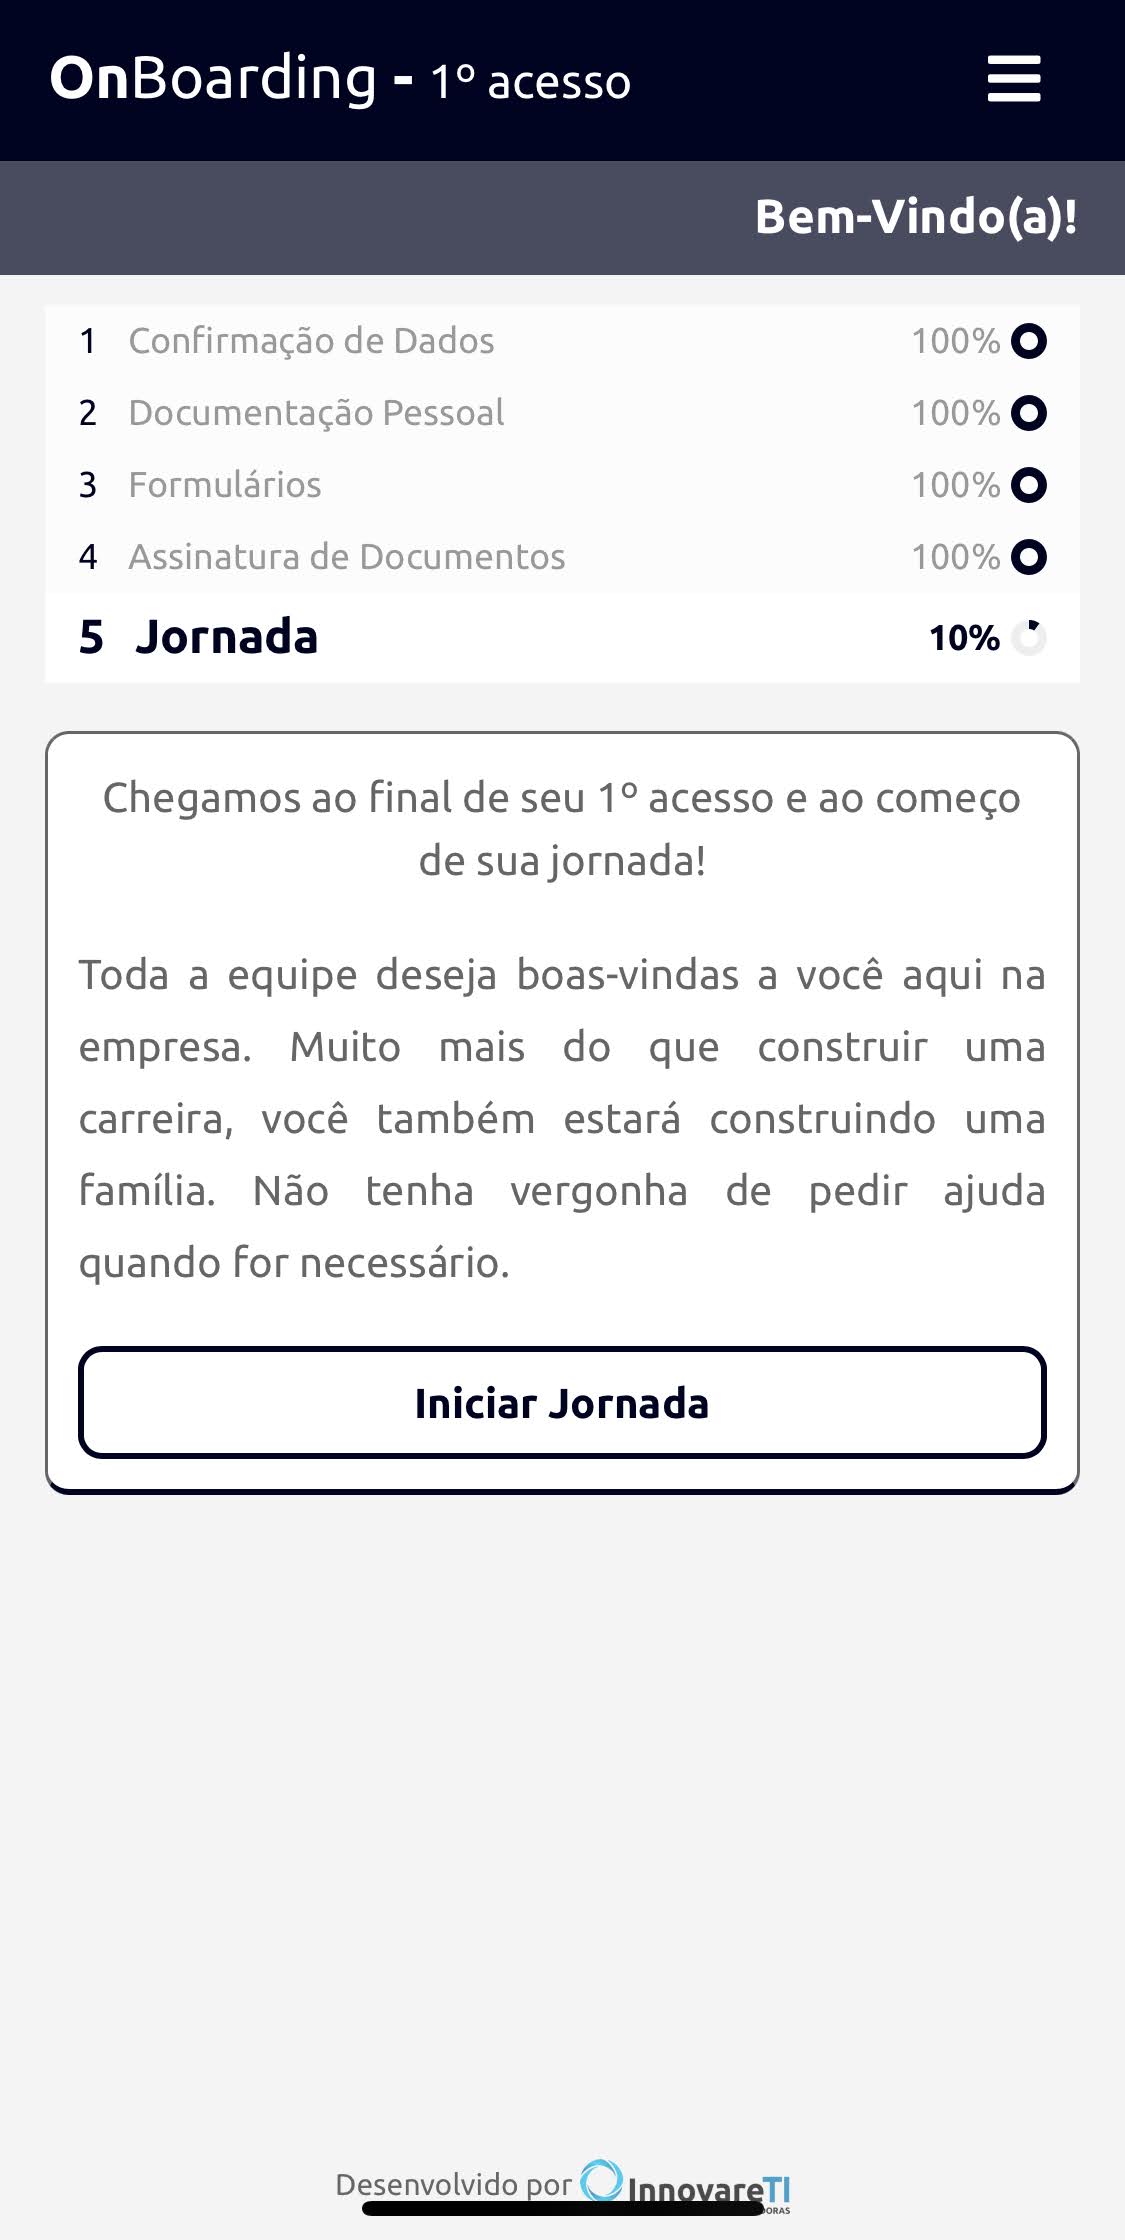 OnBoarding - 1º acesso
Bem-Vindo(a)!
1 Confirmação de Dados 100%
2 Documentação Pessoal 100%
3 Formulários 100%
4 Assinatura de Documentos 100%
5 Jornada 10%
Chegamos ao final de seu 1º acesso e ao começo
de sua jornada!
Toda a equipe deseja boas-vindas a você aqui na
empresa. Muito mais do que construir uma
carreira, você também estará construindo uma
família. Não tenha vergonha de pedir ajuda
quando for necessário.
Iniciar Jornada
Desenvolvido por InnovareTI